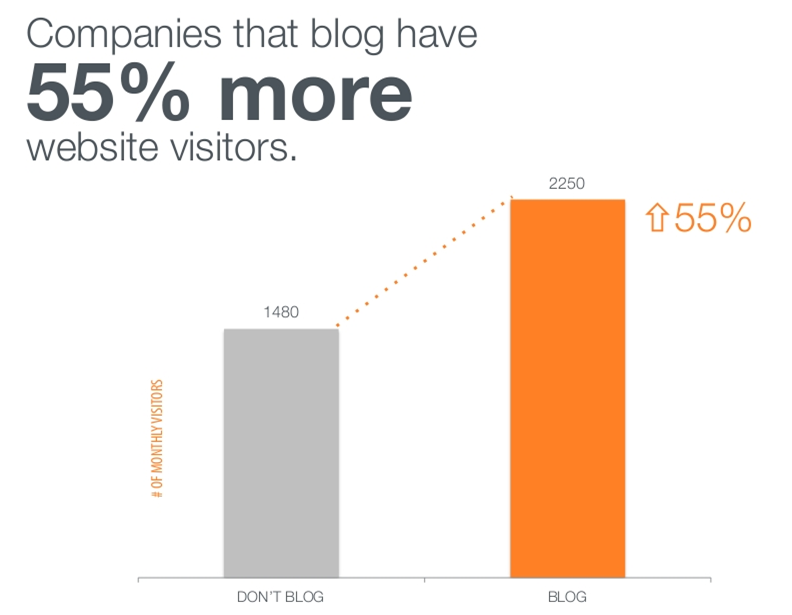 Companies that blog have
55% more
website visitors.
2250
⇧55%
1480
# OF MONTHLY VISITORS
DON'T BLOG
BLOG